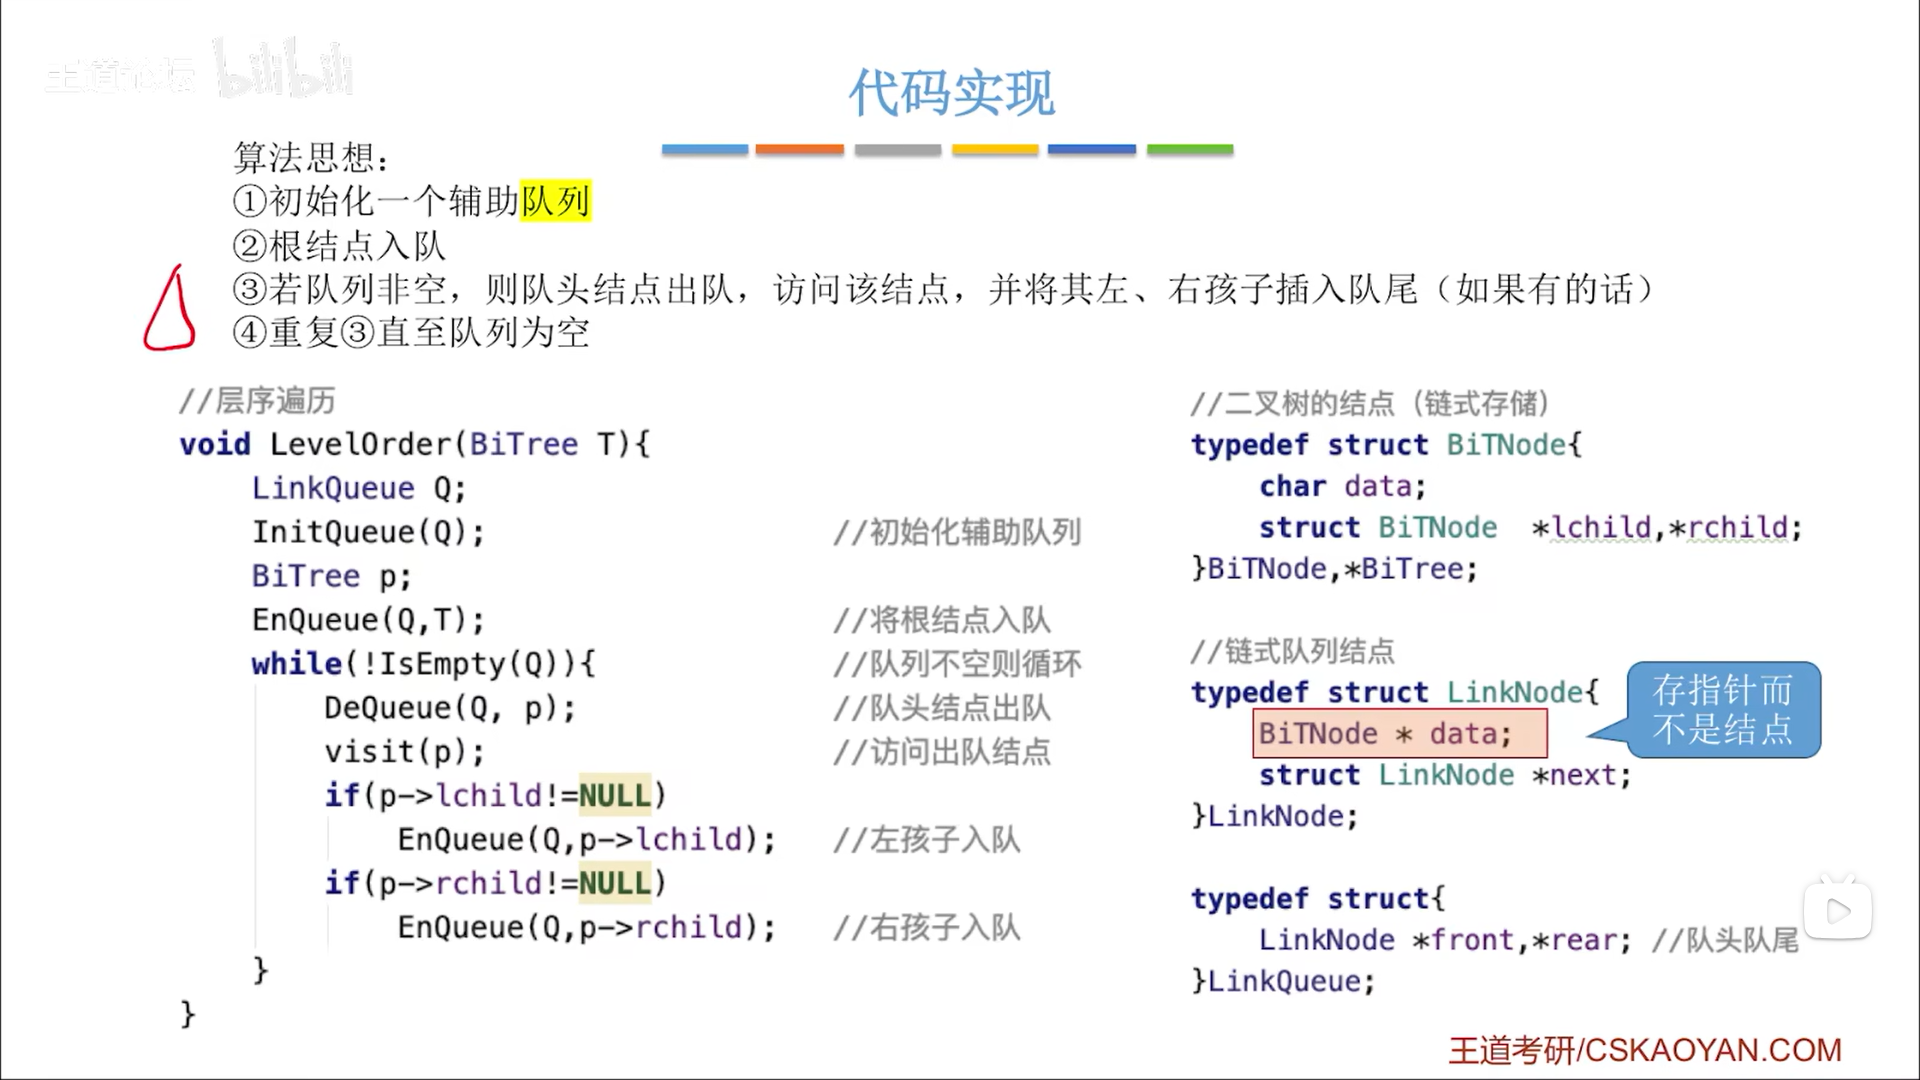 王道论坛 bilibili
代码实现
算法思想：
①初始化一个辅助队列
②根结点入队
③若队列非空，则队头结点出队，访问该结点，并将其左、右孩子插入队尾（如果有的话）
④重复③直至队列为空
//层序遍历
void LevelOrder(BiTree T){
LinkQueue Q;
InitQueue(Q); //初始化辅助队列
BiTree p;
EnQueue(Q,T); //将根结点入队
while(!IsEmpty(Q)){ //队列不空则循环
DeQueue(Q, p); //队头结点出队
visit(p); //访问出队结点
if(p->lchild!=NULL)
EnQueue(Q,p->lchild); //左孩子入队
if(p->rchild!=NULL)
EnQueue(Q,p->rchild); //右孩子入队
}
}
//二叉树的结点（链式存储）
typedef struct BiTNode{
char data;
struct BiTNode *lchild,*rchild;
}BiTNode,*BiTree;
//链式队列结点
typedef struct LinkNode{
BiTNode * data;
struct LinkNode *next;
}LinkNode;
存指针而
不是结点
typedef struct{
LinkNode *front,*rear; //队头队尾
}LinkQueue;
王道考研/CSKAOYAN.COM